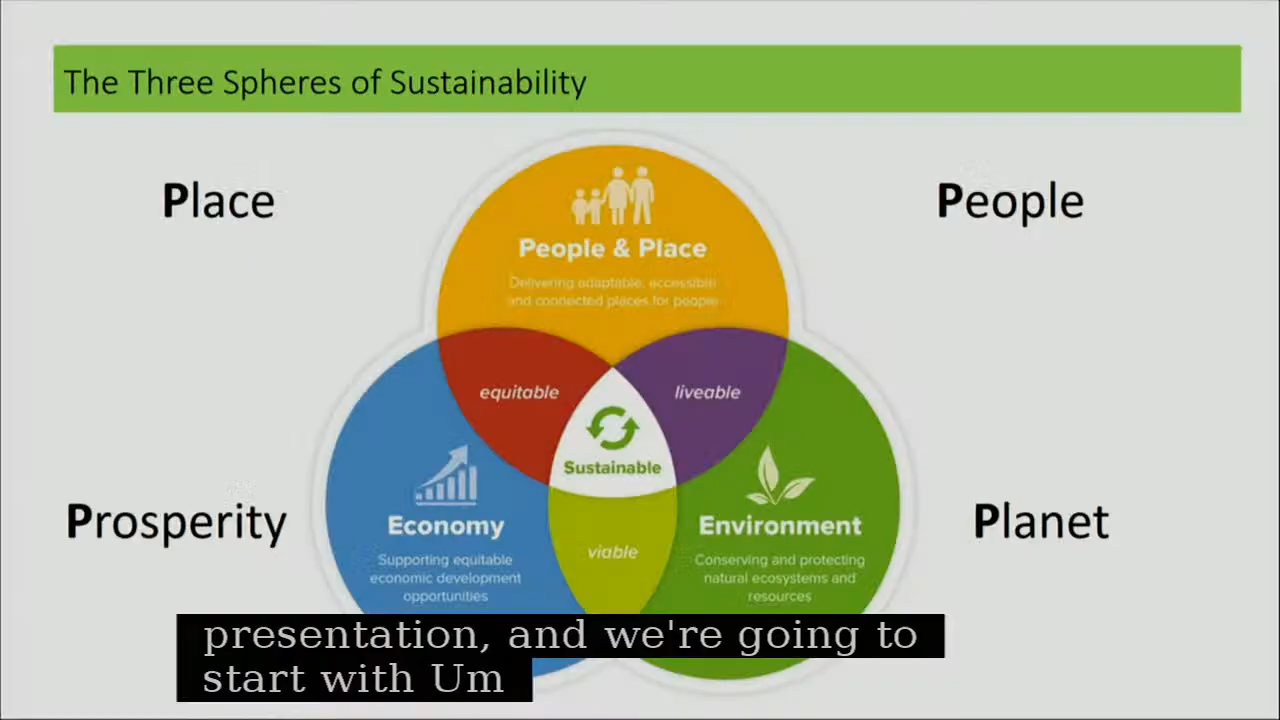 The Three Spheres of Sustainability
Place
People
People & Place
Delivering adaptable, accessible
and connected places for people
equitable
liveable
Sustainable
Prosperity
Planet
Economy
Supporting equitable
economic development
opportunities
viable
Environment
Conserving and protecting
natural ecosystems and
resources
presentation, and we're going to
start with Um